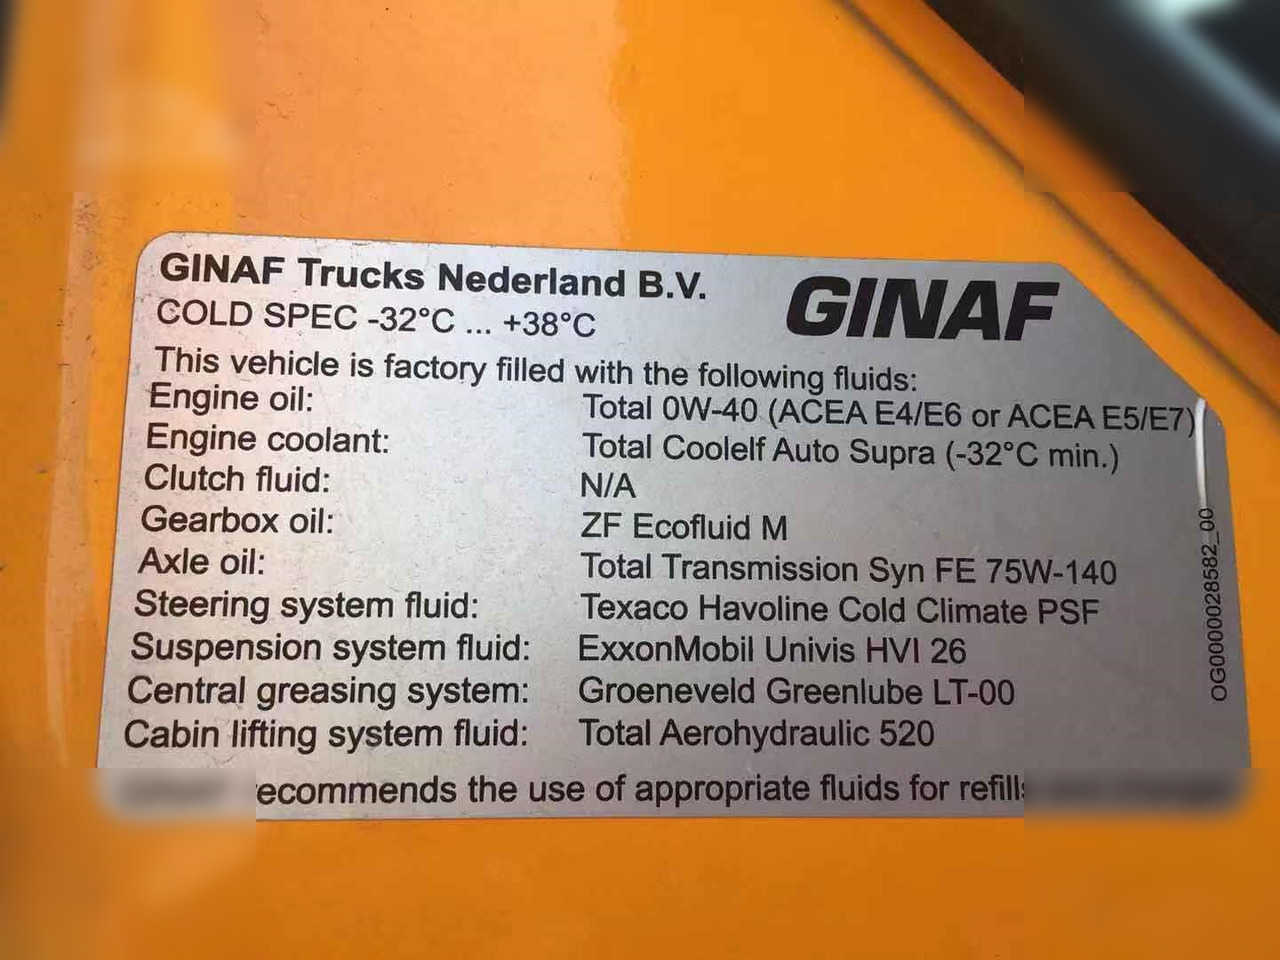 GINAF Trucks Nederland B.V.
GINAF
COLD SPEC -32°C ... +38°C
This vehicle is factory filled with the following fluids:
Engine oil: Total 0W-40 (ACEA E4/E6 or ACEA E5/E7)
Engine coolant: Total Coolelf Auto Supra (-32°C min.)
Clutch fluid: N/A
Gearbox oil: ZF Ecofluid M
Axle oil: Total Transmission Syn FE 75W-140
Steering system fluid: Texaco Havoline Cold Climate PSF
Suspension system fluid: ExxonMobil Univis HVI 26
Central greasing system: Groeneveld Greenlube LT-00
Cabin lifting system fluid: Total Aerohydraulic 520
ecommends the use of appropriate fluids for refills
OG0000028582_00